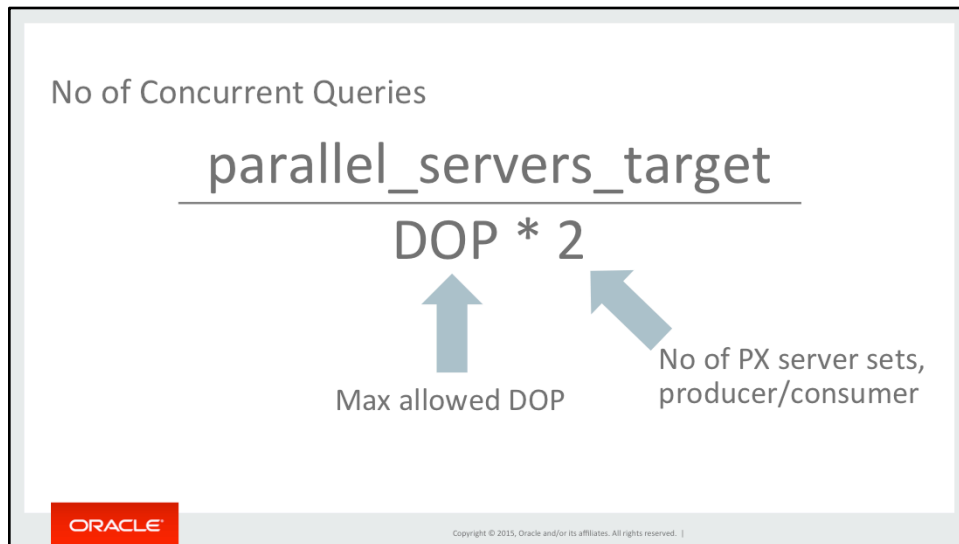 No of Concurrent Queries
parallel_servers_target
DOP * 2
No of PX server sets,
producer/consumer
Max allowed DOP
ORACLE®
Copyright © 2015, Oracle and/or its affiliates. All rights reserved. |